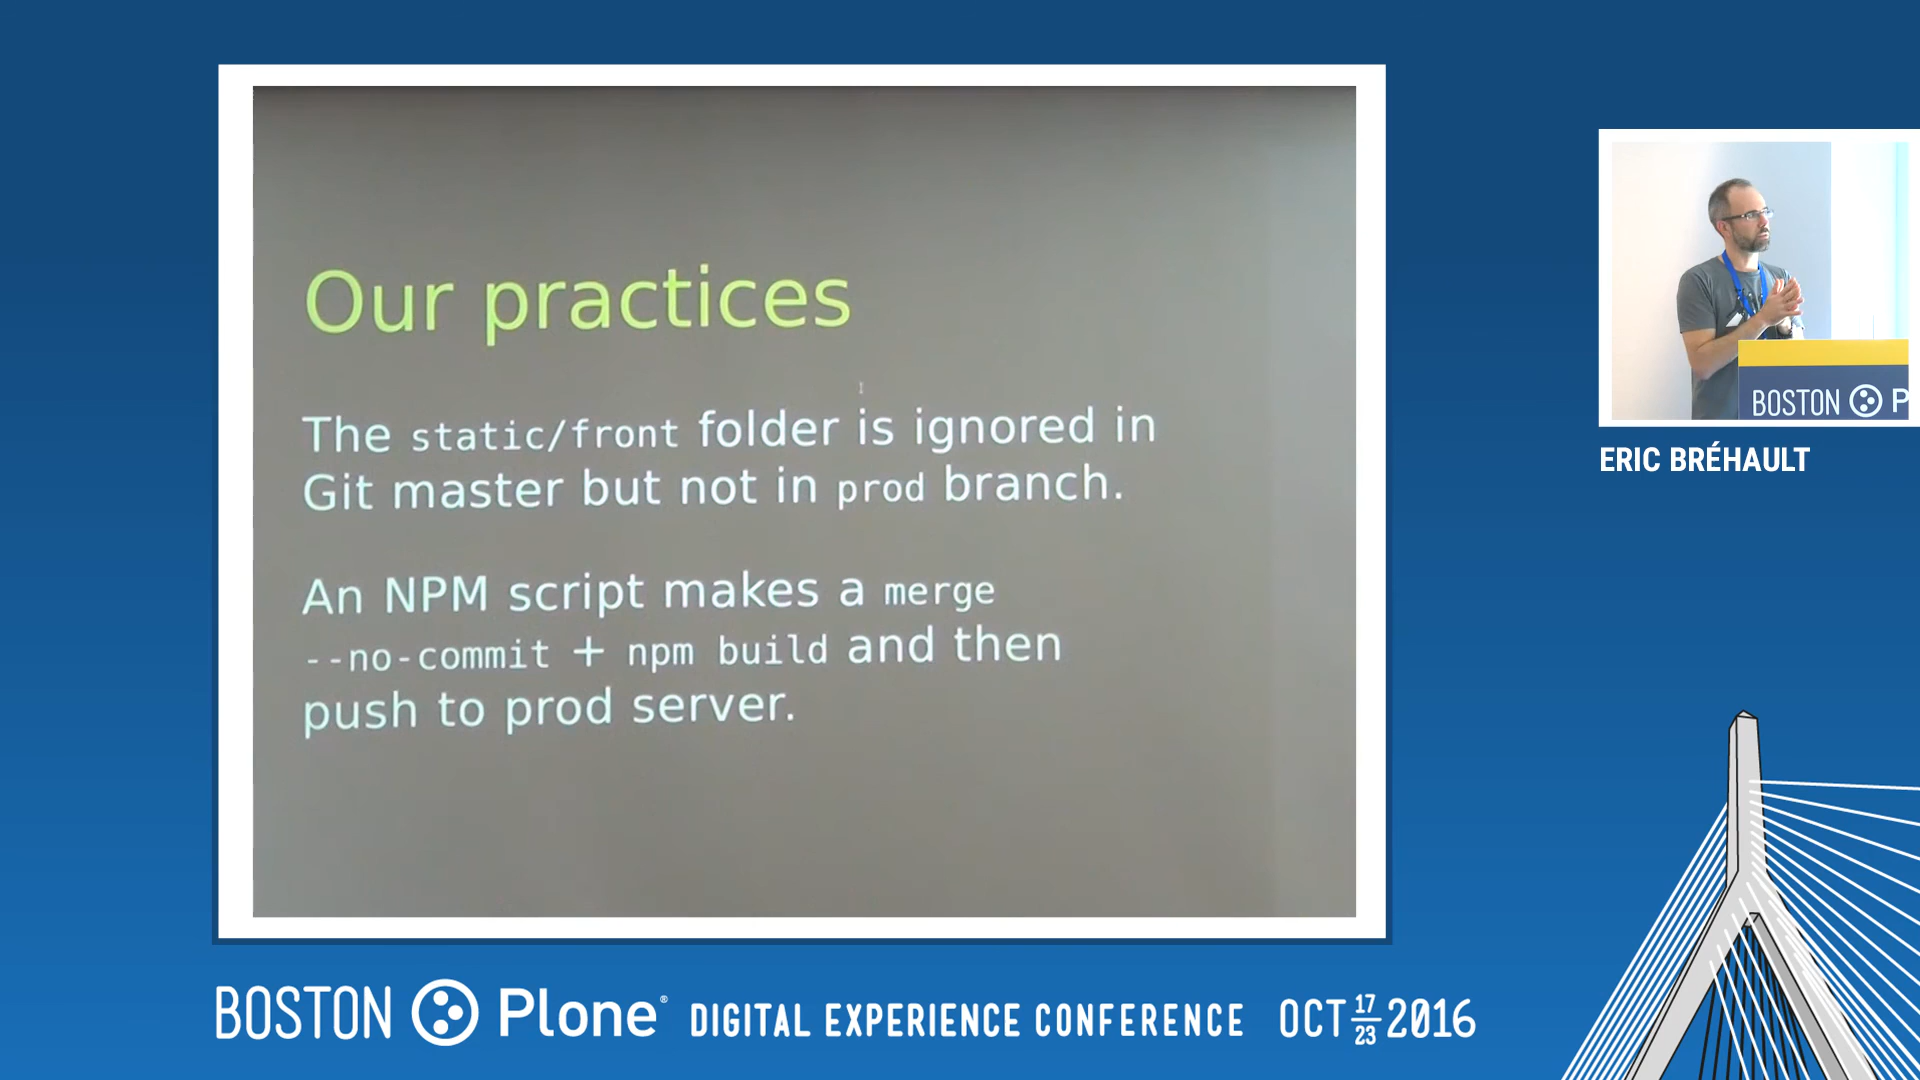 Our practices
The static/front folder is ignored in
Git master but not in prod branch.
An NPM script makes a merge
--no-commit + npm build and then
push to prod server.
BOSTON P
ERIC BRÉHAULT
BOSTON Plone® DIGITAL EXPERIENCE CONFERENCE OCT 17 23 2016